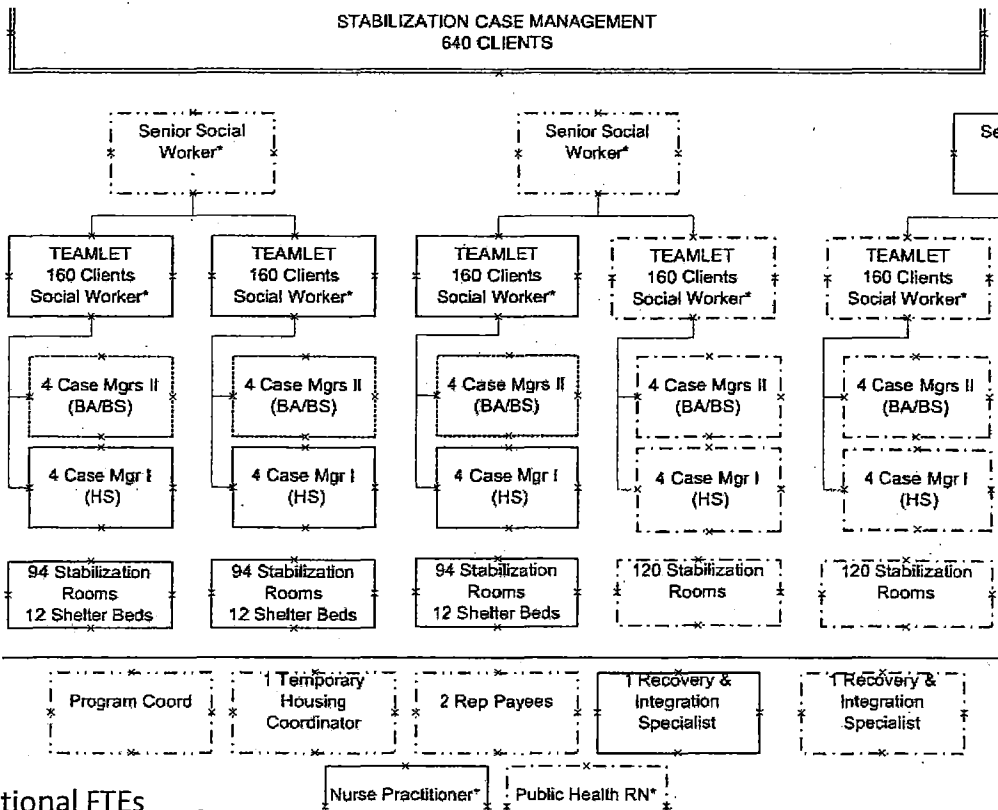 STABILIZATION CASE MANAGEMENT
640 CLIENTS
Senior Social
Worker*
Senior Social
Worker*
Se
TEAMLET
160 Clients
Social Worker*
TEAMLET
160 Clients
Social Worker*
TEAMLET
160 Clients
Social Worker*
TEAMLET
160 Clients
Social Worker*
TEAMLET
160 Clients
Social Worker*
4 Case Mgrs II
(BA/BS)
4 Case Mgrs II
(BA/BS)
4 Case Mgrs II
(BA/BS)
4 Case Mgrs II
(BA/BS)
4 Case Mgrs II
(BA/BS)
4 Case Mgr I
(HS)
4 Case Mgr I
(HS)
4 Case Mgr I
(HS)
4 Case Mgr I
(HS)
4 Case Mgr I
(HS)
94 Stabilization
Rooms
12 Shelter Beds
94 Stabilization
Rooms
12 Shelter Beds
94 Stabilization
Rooms
12 Shelter Beds
120 Stabilization
Rooms
120 Stabilization
Rooms
Program Coord
1 Temporary
Housing
Coordinator
2 Rep Payees
1 Recovery &
Integration
Specialist
1 Recovery &
Integration
Specialist
tional FTEs
Nurse Practitioner*
Public Health RN*